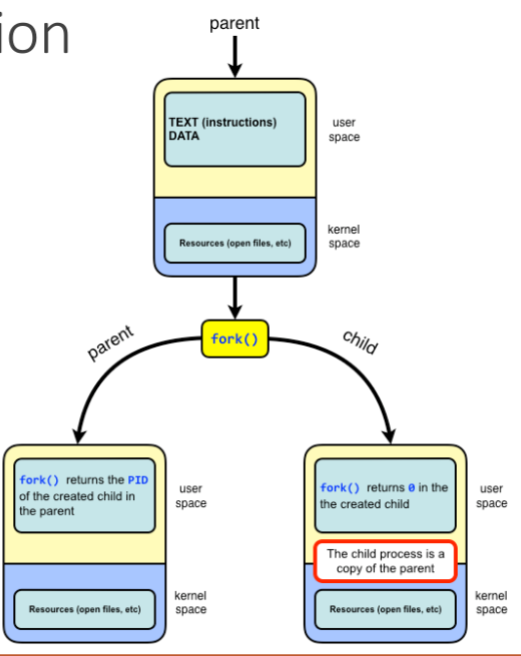 ion
parent
TEXT (instructions)
DATA
user
space
Resources (open files, etc)
kernel
space
fork()
parent
child
fork() returns the PID
of the created child in
the parent
user
space
Resources (open files, etc)
kernel
space
fork() returns 0 in the
the created child
user
space
The child process is a
copy of the parent
Resources (open files, etc)
kernel
space